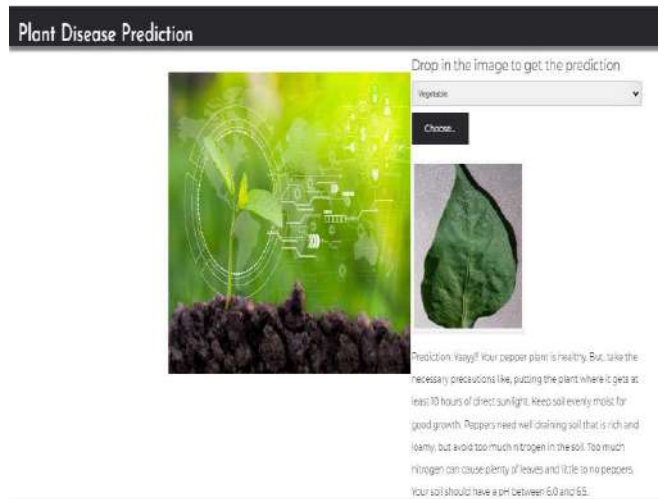 Plant Disease Prediction
Drop in the image to get the prediction
Vegetable
Choose...
Prediction: Yaayy!! Your pepper plant is healthy. But, take the
necessary precautions like, putting the plant where it gets at
least 10 hours of direct sunlight. Keep soil evenly moist for
good growth. Peppers need well draining soil that is rich and
loamy, but avoid too much nitrogen in the soil. Too much
nitrogen can cause plenty of leaves and little to no peppers.
Your soil should have a pH between 6.0 and 6.5.